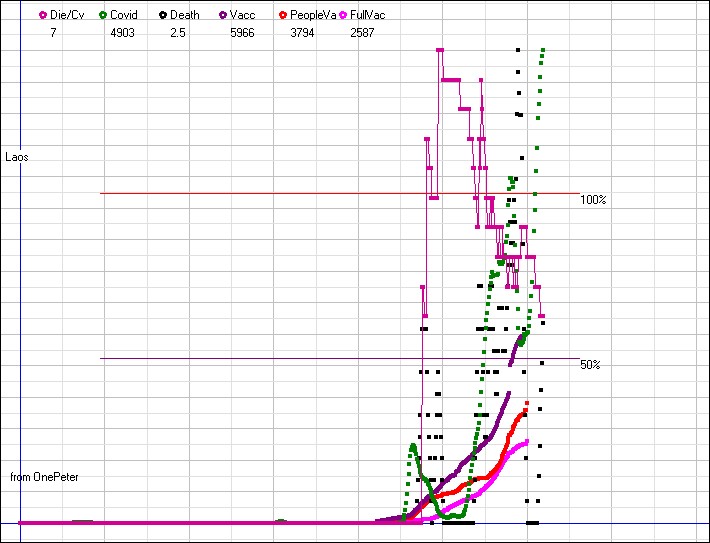 Die/Cv Covid Death Vacc PeopleVa FullVac
7 4903 2.5 5966 3794 2587
Laos
100%
50%
from OnePeter